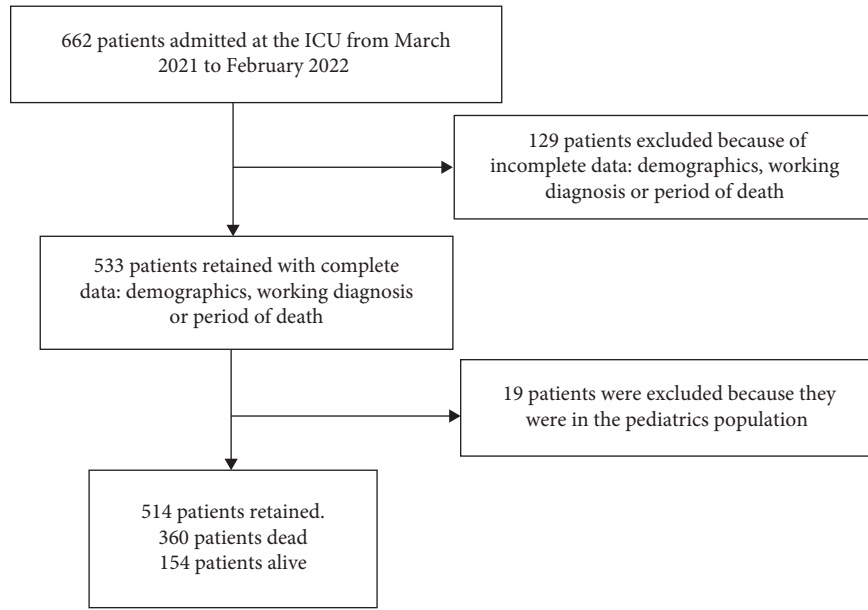 662 patients admitted at the ICU from March
2021 to February 2022
129 patients excluded because of
incomplete data: demographics, working
diagnosis or period of death
533 patients retained with complete
data: demographics, working diagnosis
or period of death
19 patients were excluded because they
were in the pediatrics population
514 patients retained.
360 patients dead
154 patients alive